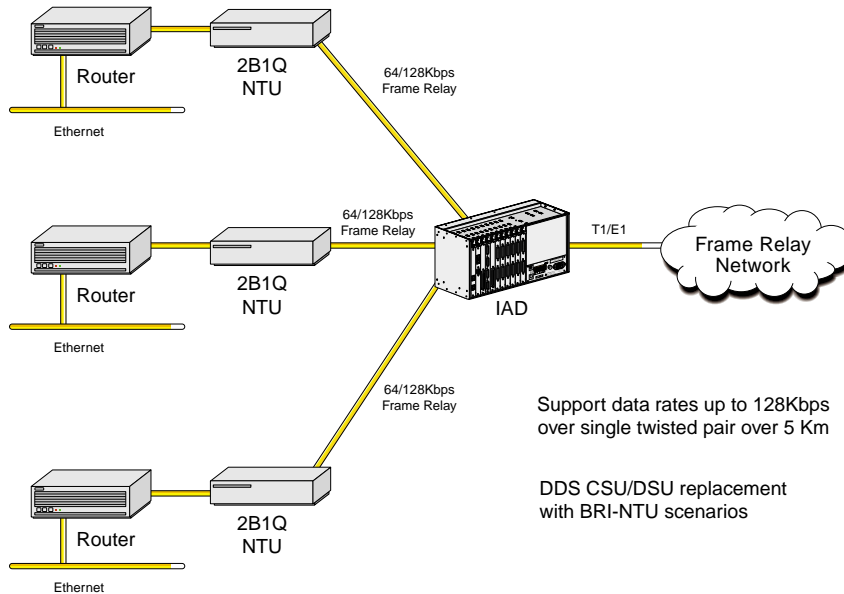 Router
2B1Q
NTU
Ethernet
64/128Kbps
Frame Relay
64/128Kbps
Frame Relay
T1/E1
Frame Relay
Network
Router
2B1Q
NTU
IAD
Ethernet
64/128Kbps
Frame Relay
Support data rates up to 128Kbps
over single twisted pair over 5 Km
DDS CSU/DSU replacement
with BRI-NTU scenarios
Router
2B1Q
NTU
Ethernet